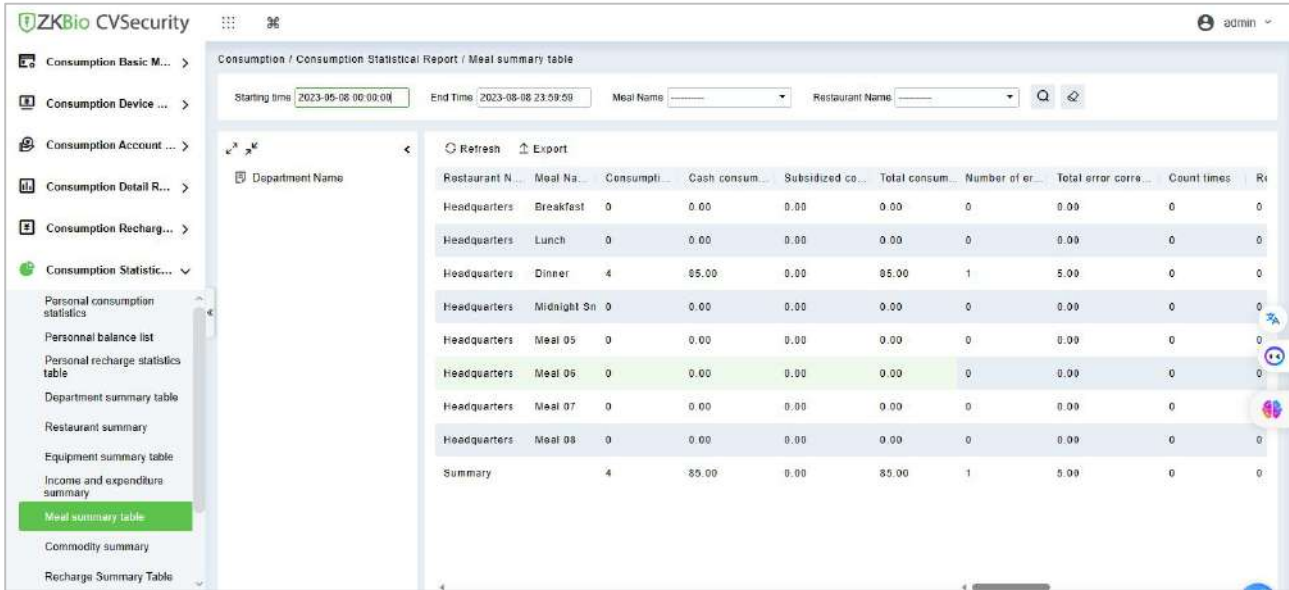 ZKBio CVSecurity
admin
Consumption Basic M...
Consumption Device ...
Consumption Account ...
Consumption Detail R...
Consumption Recharg...
Consumption Statistic...
Personal consumption
statistics
Personnal balance list
Personal recharge statistics
table
Department summary table
Restaurant summary
Equipment summary table
Income and expenditure
summary
Meal summary table
Commodity summary
Recharge Summary Table
Consumption / Consumption Statistical Report / Meal summary table
Starting time 2023-05-08 00:00:00 End Time 2023-08-08 23:59:59 Meal Name ---------- Restaurant Name ----------
Department Name
Refresh Export
Restaurant N... Meal Na... Consumpti... Cash consum... Subsidized co... Total consum... Number of er... Total error corre... Count times Re
Headquarters Breakfast 0 0.00 0.00 0.00 0 0.00 0 0
Headquarters Lunch 0 0.00 0.00 0.00 0 0.00 0 0
Headquarters Dinner 4 85.00 0.00 85.00 1 5.00 0 0
Headquarters Midnight Sn 0 0.00 0.00 0.00 0 0.00 0 0
Headquarters Meal 05 0 0.00 0.00 0.00 0 0.00 0 0
Headquarters Meal 06 0 0.00 0.00 0.00 0 0.00 0 0
Headquarters Meal 07 0 0.00 0.00 0.00 0 0.00 0
Headquarters Meal 08 0 0.00 0.00 0.00 0 0.00 0 0
Summary 4 85.00 0.00 85.00 1 5.00 0 0